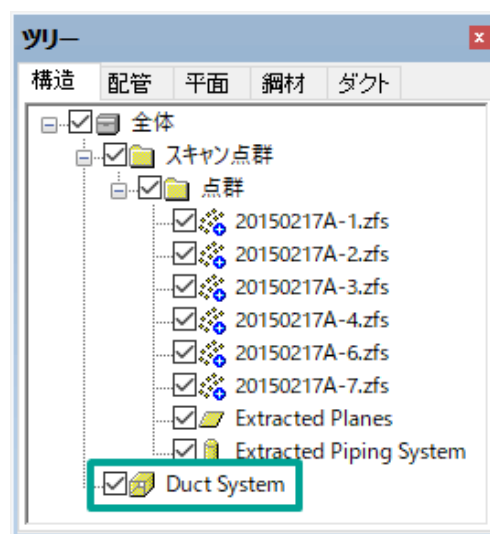 ツリー
構造 配管 平面 鋼材 ダクト
全体
スキャン点群
点群
20150217A-1.zfs
20150217A-2.zfs
20150217A-3.zfs
20150217A-4.zfs
20150217A-6.zfs
20150217A-7.zfs
Extracted Planes
Extracted Piping System
Duct System